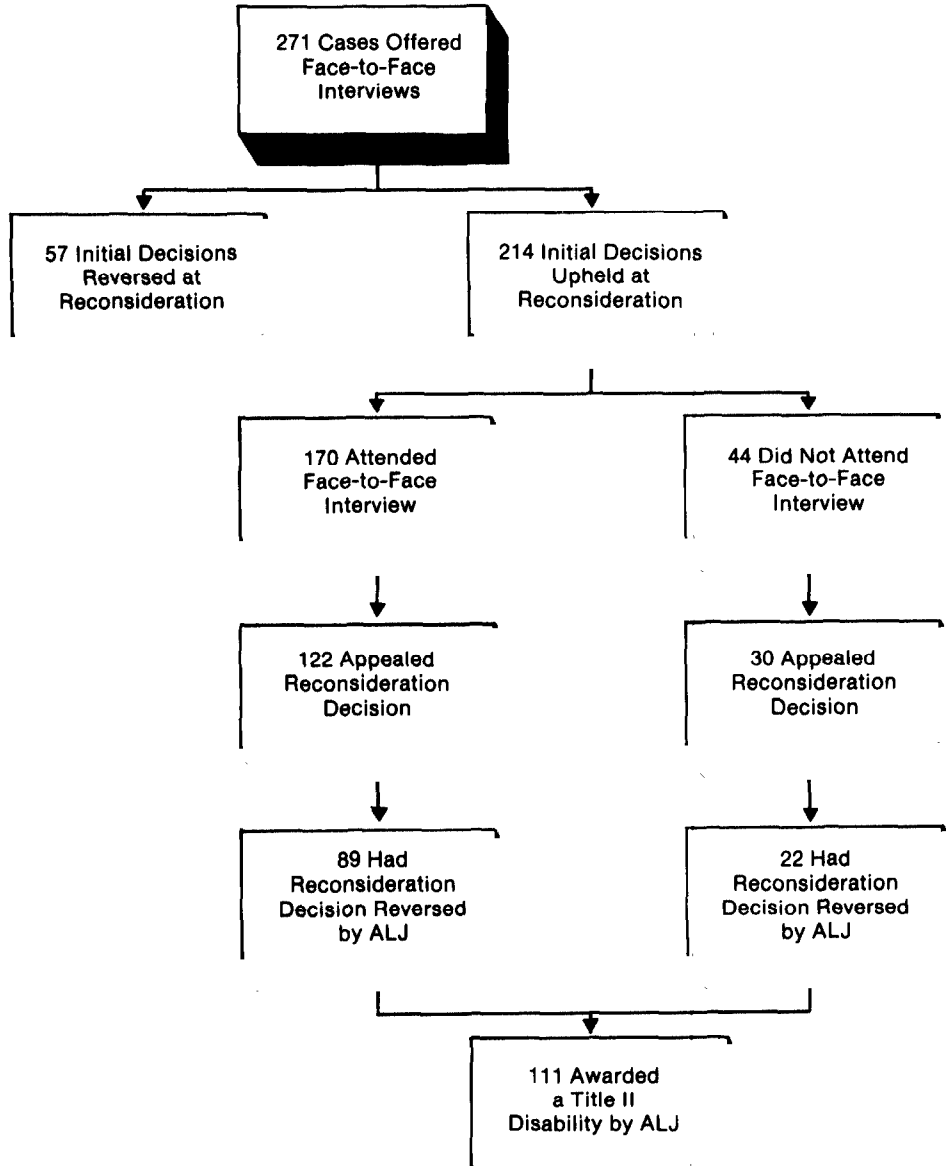 271 Cases Offered
Face-to-Face
Interviews
57 Initial Decisions
Reversed at
Reconsideration
214 Initial Decisions
Upheld at
Reconsideration
170 Attended
Face-to-Face
Interview
44 Did Not Attend
Face-to-Face
Interview
122 Appealed
Reconsideration
Decision
30 Appealed
Reconsideration
Decision
89 Had
Reconsideration
Decision Reversed
by ALJ
22 Had
Reconsideration
Decision Reversed
by ALJ
111 Awarded
a Title II
Disability by ALJ